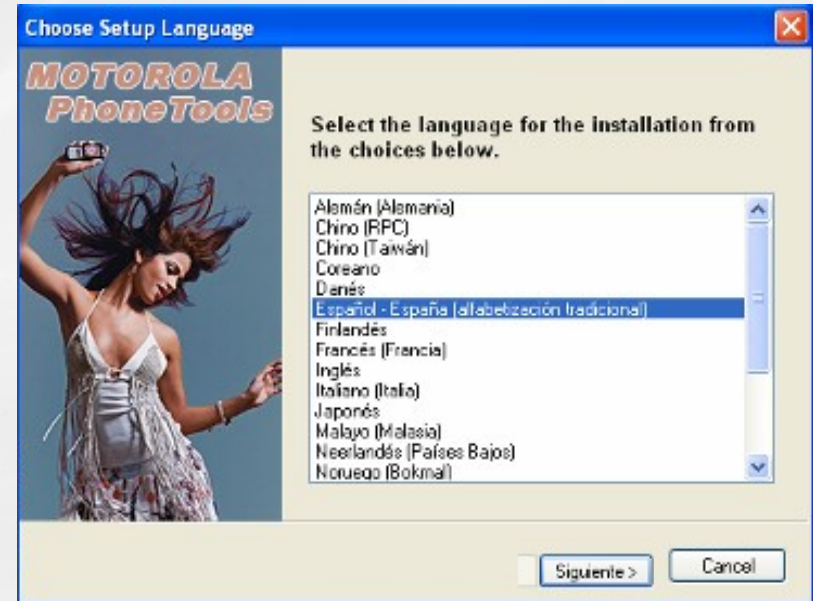 Choose Setup Language
MOTOROLA
PhoneTools
Select the language for the installation from
the choices below.
Alemán (Alemania)
Chino (RPC)
Chino (Taiwán)
Coreano
Danés
Español - España (alfabetización tradicional)
Finlandés
Francés (Francia)
Inglés
Italiano (Italia)
Japonés
Malayo (Malasia)
Neerlandés (Países Bajos)
Noruego (Bokmal)
Siguiente >
Cancel